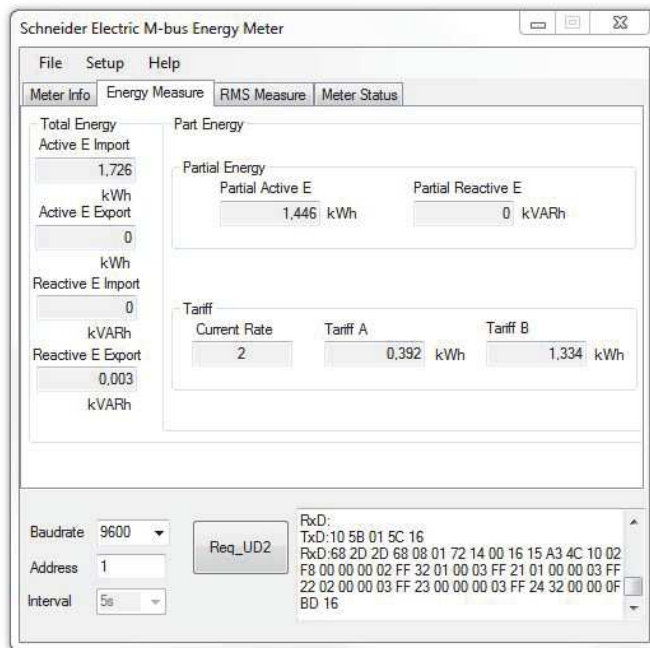 Schneider Electric M-bus Energy Meter
File Setup Help
Meter Info Energy Measure RMS Measure Meter Status
Total Energy
Active E Import
1,726
kWh
Active E Export
0
kWh
Reactive E Import
0
kVARh
Reactive E Export
0,003
kVARh
Part Energy
Partial Energy
Partial Active E Partial Reactive E
1,446 kWh 0 kVARh
Tariff
Current Rate Tariff A Tariff B
2 0,392 kWh 1,334 kWh
Baudrate 9600
Address 1
Interval 5s
Req_UD2
RxD:
TxD:10 5B 01 5C 16
RxD:68 2D 2D 68 08 01 72 14 00 16 15 A3 4C 10 02
F8 00 00 00 02 FF 32 01 00 03 FF 21 01 00 00 03 FF
22 02 00 00 03 FF 23 00 00 00 03 FF 24 32 00 00 0F
BD 16